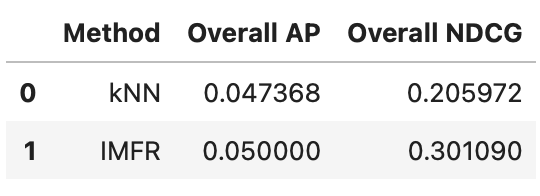 Method Overall AP Overall NDCG
0 kNN 0.047368 0.205972
1 IMFR 0.050000 0.301090